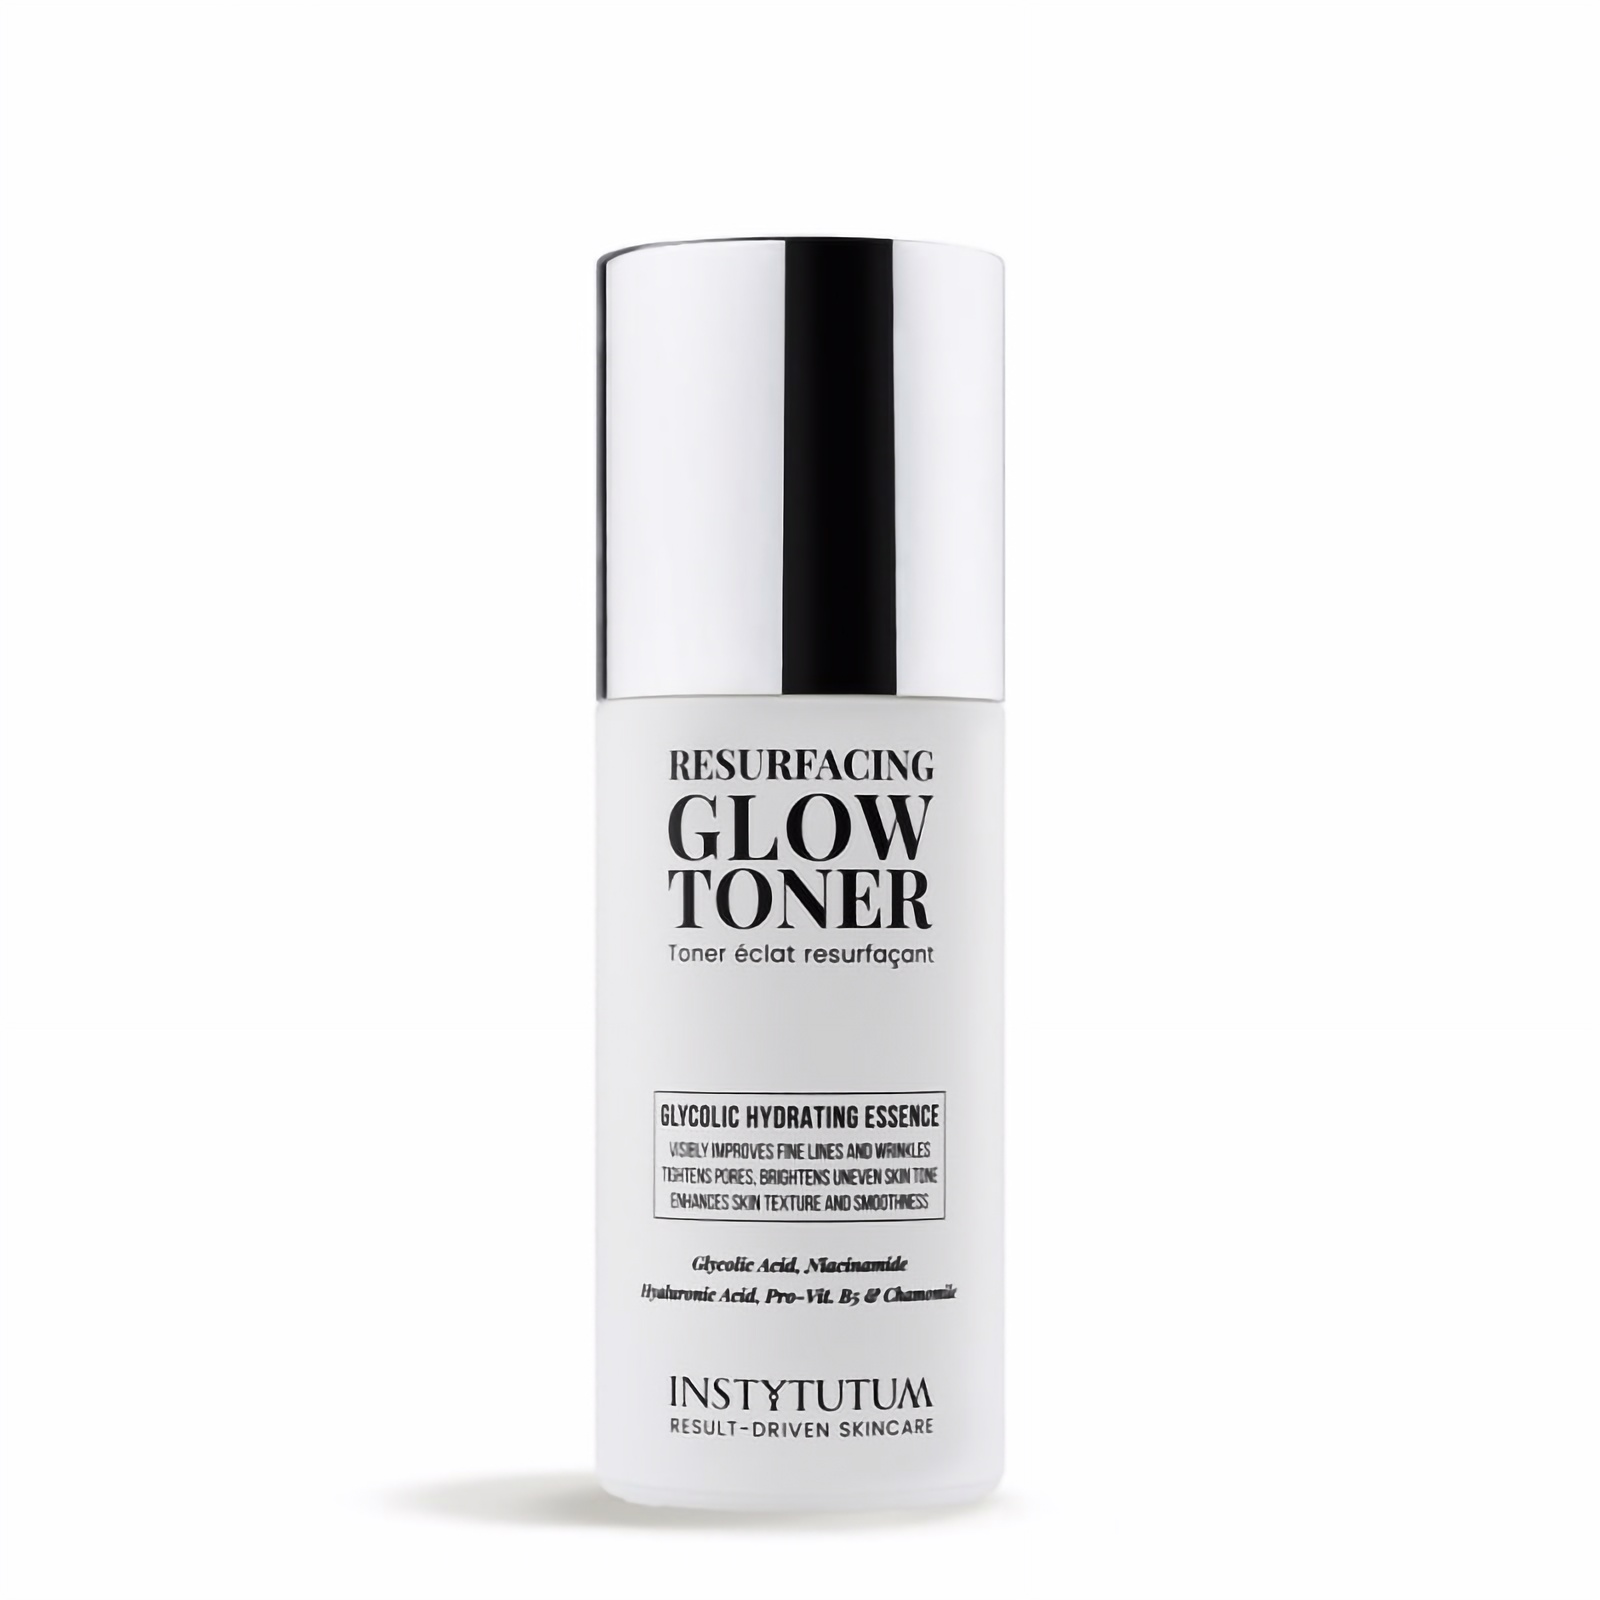 RESURFACING
GLOW
TONER
Toner éclat resurfaçant
GLYCOLIC HYDRATING ESSENCE
VISIBLY IMPROVES FINE LINES AND WRINKLES
TIGHTENS PORES, BRIGHTENS UNEVEN SKIN TONE
ENHANCES SKIN TEXTURE AND SMOOTHNESS
Glycolic Acid, Niacinamide
Hyaluronic Acid, Pro-Vit. B5 & Chamomile
INSTYTUTUM
RESULT-DRIVEN SKINCARE